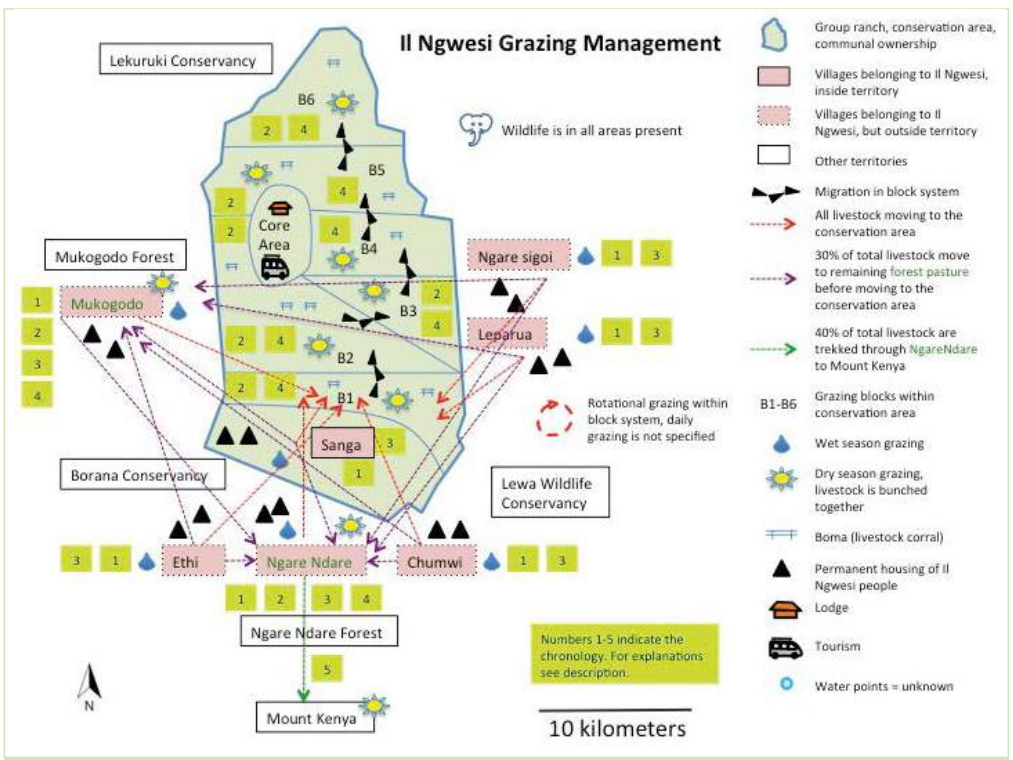 Il Ngwesi Grazing Management
Lekuruki Conservancy
Wildlife is in all areas present
B6
2
4
B5
4
2
2
Core
Area
4
B4
Mukogodo Forest
Mukogodo
1
2
3
4
Ngare sigoi
1
3
2
4
B3
Leparua
1
3
2
4
B2
2
4
B1
Rotational grazing within
block system, daily
grazing is not specified
Sanga
3
1
Borana Conservancy
Lewa Wildlife
Conservancy
3
1
Ethi
Ngare Ndare
Chumwi
1
3
1
2
3
4
Ngare Ndare Forest
5
Mount Kenya
N
Numbers 1-5 indicate the
chronology. For explanations
see description.
10 kilometers
Group ranch, conservation area,
communal ownership
Villages belonging to Il Ngwesi,
inside territory
Villages belonging to Il
Ngwesi, but outside territory
Other territories
Migration in block system
All livestock moving to the
conservation area
30% of total livestock move
to remaining forest pasture
before moving to the
conservation area
40% of total livestock are
trekked through NgareNdare
to Mount Kenya
B1-B6
Grazing blocks within
conservation area
Wet season grazing
Dry season grazing,
livestock is bunched
together
Boma (livestock corral)
Permanent housing of Il
Ngwesi people
Lodge
Tourism
Water points = unknown